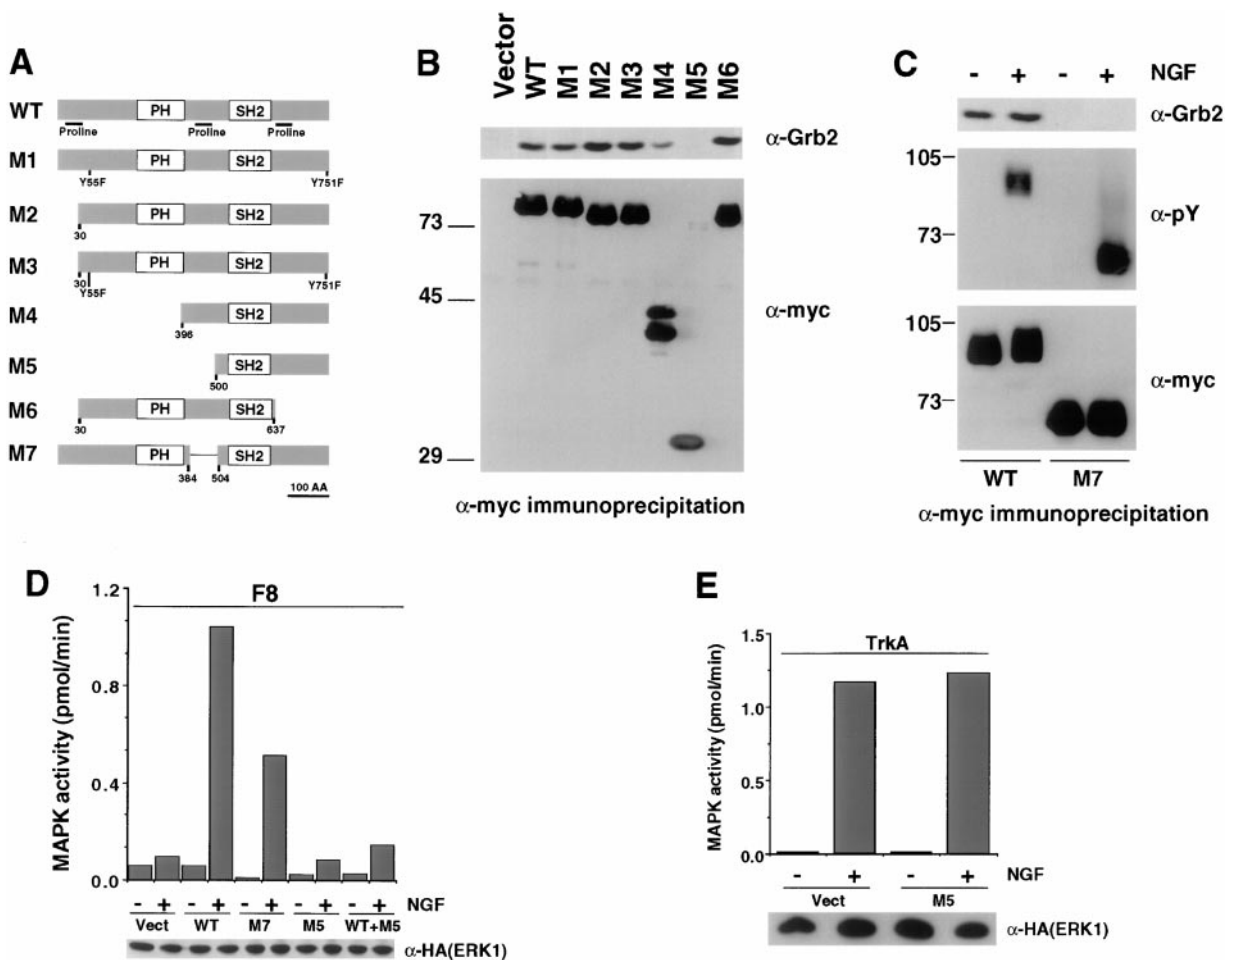 A
WT
PH
SH2
Proline
Proline
Proline
M1
PH
SH2
Y55F
Y751F
M2
PH
SH2
30
M3
PH
SH2
30
Y55F
Y751F
M4
SH2
396
M5
SH2
500
M6
PH
SH2
30
637
M7
PH
SH2
384
504
100 AA
B
Vector
WT
M1
M2
M3
M4
M5
M6
α-Grb2
73
45
29
α-myc
α-myc immunoprecipitation
C
- + - + NGF
α-Grb2
105
73
α-pY
105
73
α-myc
WT
M7
α-myc immunoprecipitation
D
F8
MAPK activity (pmol/min)
1.2
0.8
0.4
0.0
- + - + - + - + - + NGF
Vect WT M7 M5 WT+M5
α-HA(ERK1)
E
TrkA
MAPK activity (pmol/min)
1.5
1.0
0.5
0.0
- + - + NGF
Vect M5
α-HA(ERK1)